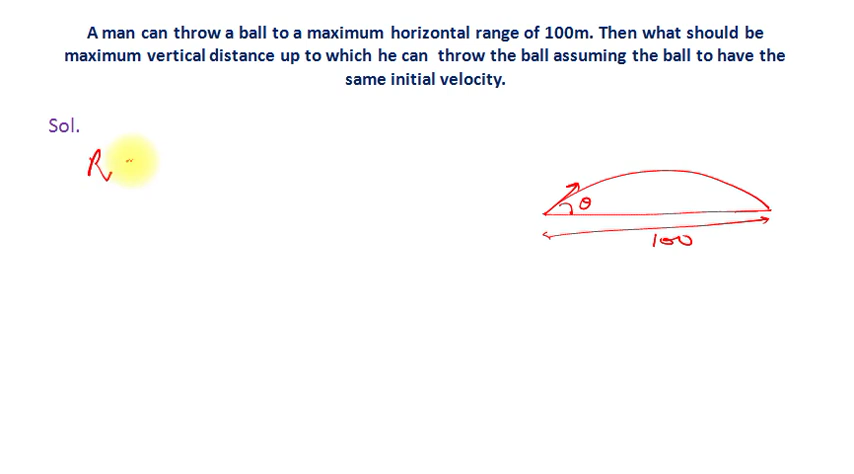 A man can throw a ball to a maximum horizontal range of 100m. Then what should be
maximum vertical distance up to which he can throw the ball assuming the ball to have the
same initial velocity.
Sol.
R =
θ
100